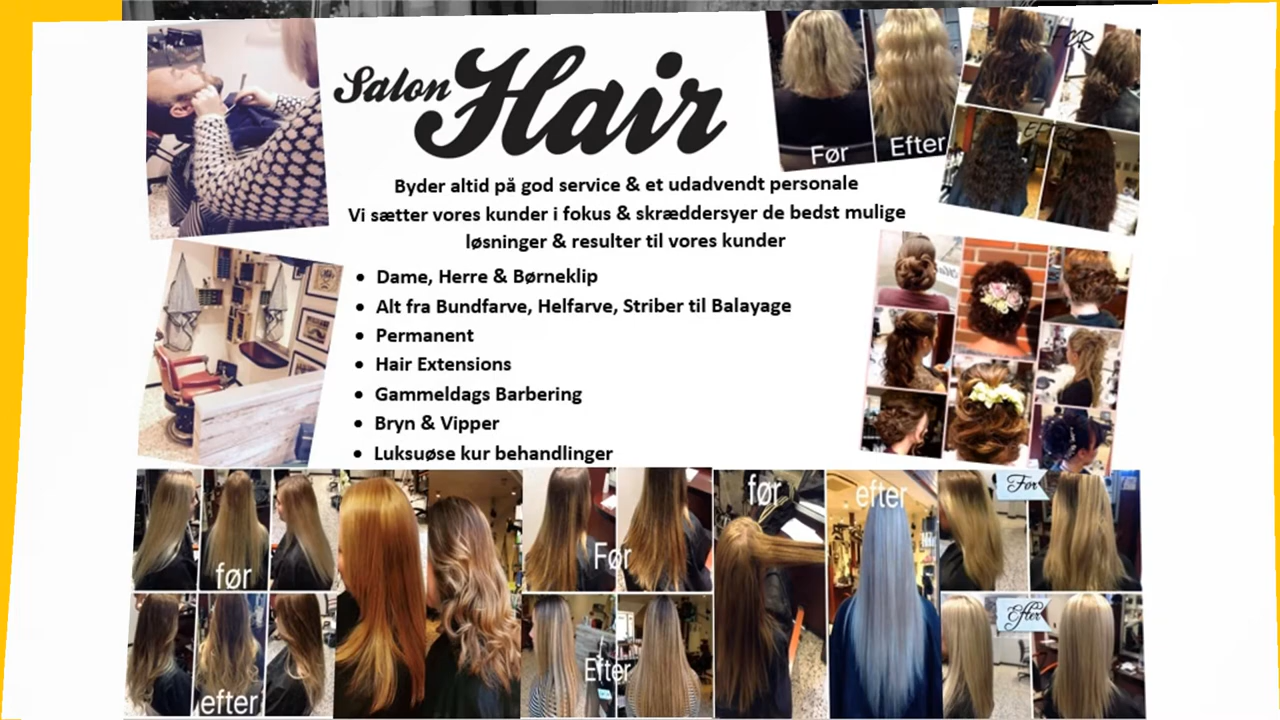 Salon Hair
Før
Efter
FØR
EFTER
Byder altid på god service & et udadvendt personale
Vi sætter vores kunder i fokus & skræddersyer de bedst mulige
løsninger & resulter til vores kunder
• Dame, Herre & Børneklip
• Alt fra Bundfarve, Helfarve, Striber til Balayage
• Permanent
• Hair Extensions
• Gammeldags Barbering
• Bryn & Vipper
• Luksuøse kur behandlinger
før
efter
Før
Efter
før
efter
Før
Efter